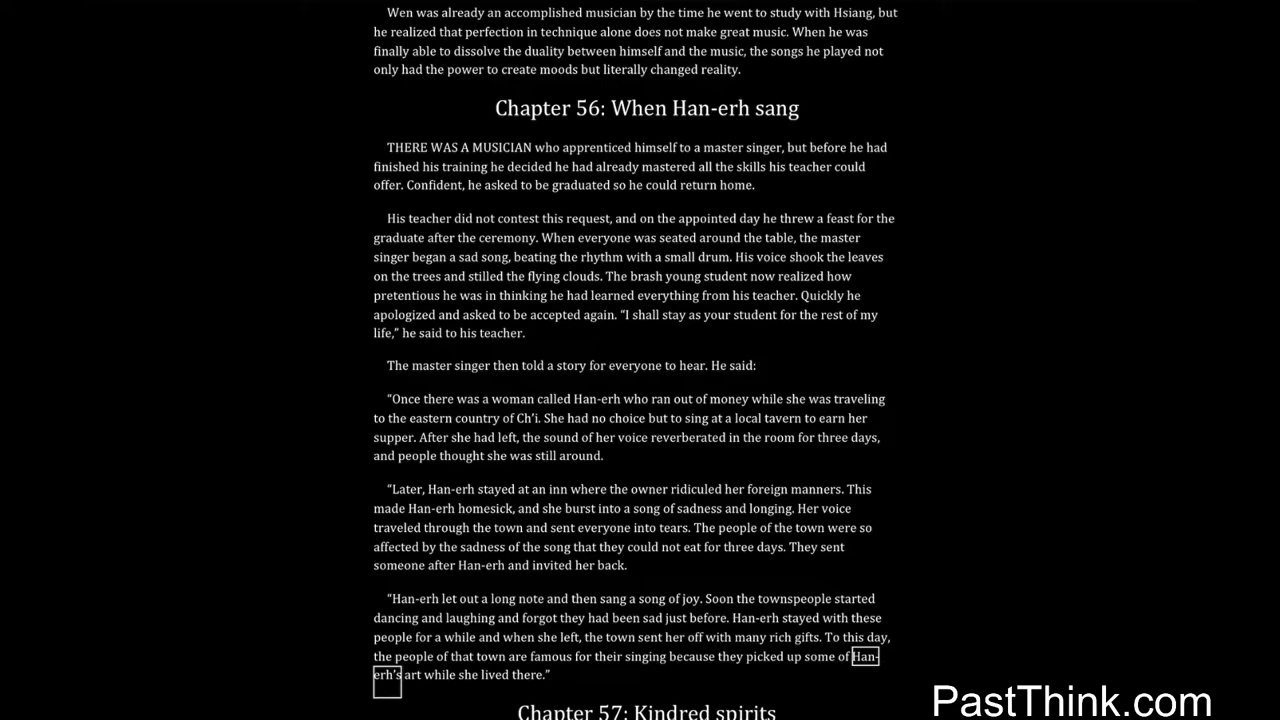 Wen was already an accomplished musician by the time he went to study with Hsiang, but
he realized that perfection in technique alone does not make great music. When he was
finally able to dissolve the duality between himself and the music, the songs he played not
only had the power to create moods but literally changed reality.
Chapter 56: When Han-erh sang
THERE WAS A MUSICIAN who apprenticed himself to a master singer, but before he had
finished his training he decided he had already mastered all the skills his teacher could
offer. Confident, he asked to be graduated so he could return home.
His teacher did not contest this request, and on the appointed day he threw a feast for the
graduate after the ceremony. When everyone was seated around the table, the master
singer began a sad song, beating the rhythm with a small drum. His voice shook the leaves
on the trees and stilled the flying clouds. The brash young student now realized how
pretentious he was in thinking he had learned everything from his teacher. Quickly he
apologized and asked to be accepted again. “I shall stay as your student for the rest of my
life,” he said to his teacher.
The master singer then told a story for everyone to hear. He said:
“Once there was a woman called Han-erh who ran out of money while she was traveling
to the eastern country of Ch’i. She had no choice but to sing at a local tavern to earn her
supper. After she had left, the sound of her voice reverberated in the room for three days,
and people thought she was still around.
“Later, Han-erh stayed at an inn where the owner ridiculed her foreign manners. This
made Han-erh homesick, and she burst into a song of sadness and longing. Her voice
traveled through the town and sent everyone into tears. The people of the town were so
affected by the sadness of the song that they could not eat for three days. They sent
someone after Han-erh and invited her back.
“Han-erh let out a long note and then sang a song of joy. Soon the townspeople started
dancing and laughing and forgot they had been sad just before. Han-erh stayed with these
people for a while and when she left, the town sent her off with many rich gifts. To this day,
the people of that town are famous for their singing because they picked up some of Han-
erh’s art while she lived there.”
Chapter 57: Kindred spirits
PastThink.com